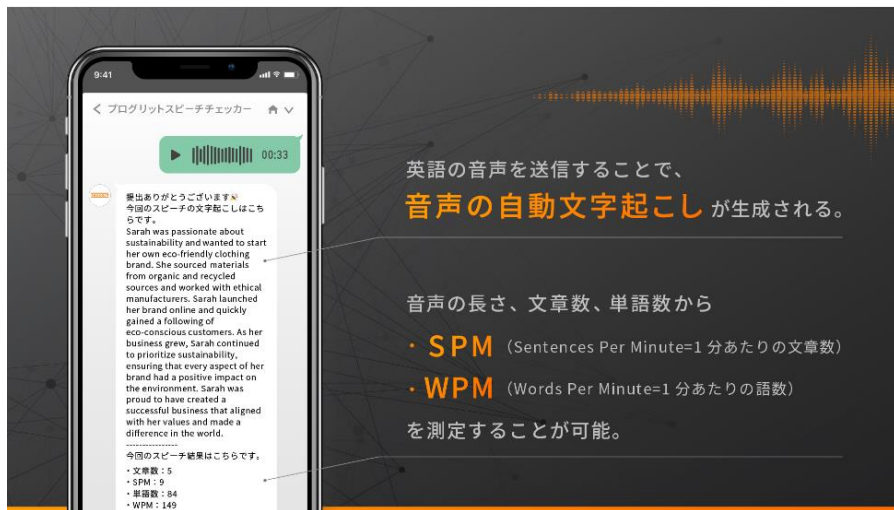 9:41
プログリットスピーチチェッカー
00:33
提出ありがとうございます🎉
今回のスピーチの文字起こしはこち
らです。
Sarah was passionate about
sustainability and wanted to start
her own eco-friendly clothing
brand. She sourced materials
from organic and recycled
sources and worked with ethical
manufacturers. Sarah launched
her brand online and quickly
gained a following of
eco-conscious customers. As her
business grew, Sarah continued
to prioritize sustainability,
ensuring that every aspect of her
brand had a positive impact on
the environment. Sarah was
proud to have created a
successful business that aligned
with her values and made a
difference in the world.
----------------
今回のスピーチ結果はこちらです。
・文章数：5
・SPM：9
・単語数：84
・WPM：149
英語の音声を送信することで、
音声の自動文字起こし が生成される。
音声の長さ、文章数、単語数から
・SPM（Sentences Per Minute=1 分あたりの文章数）
・WPM（Words Per Minute=1 分あたりの語数）
を測定することが可能。